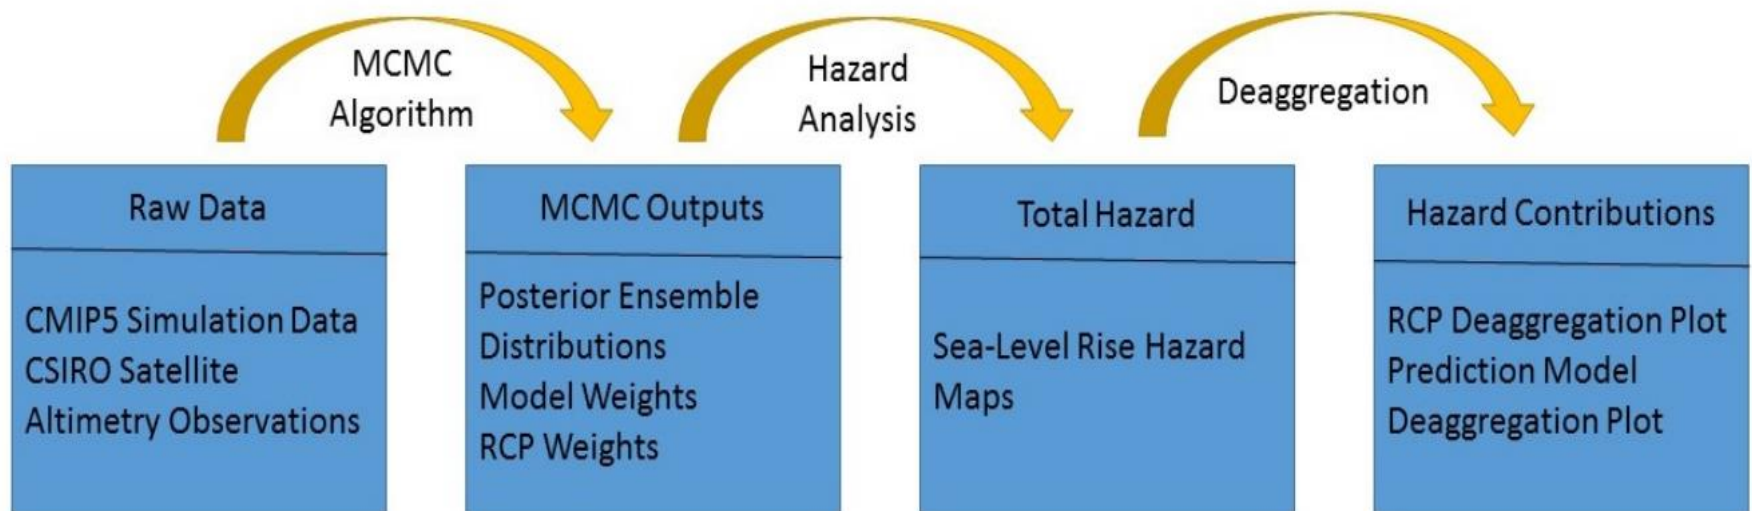 MCMC
Algorithm
Hazard
Analysis
Deaggregation
Raw Data
CMIP5 Simulation Data
CSIRO Satellite
Altimetry Observations
MCMC Outputs
Posterior Ensemble
Distributions
Model Weights
RCP Weights
Total Hazard
Sea-Level Rise Hazard
Maps
Hazard Contributions
RCP Deaggregation Plot
Prediction Model
Deaggregation Plot